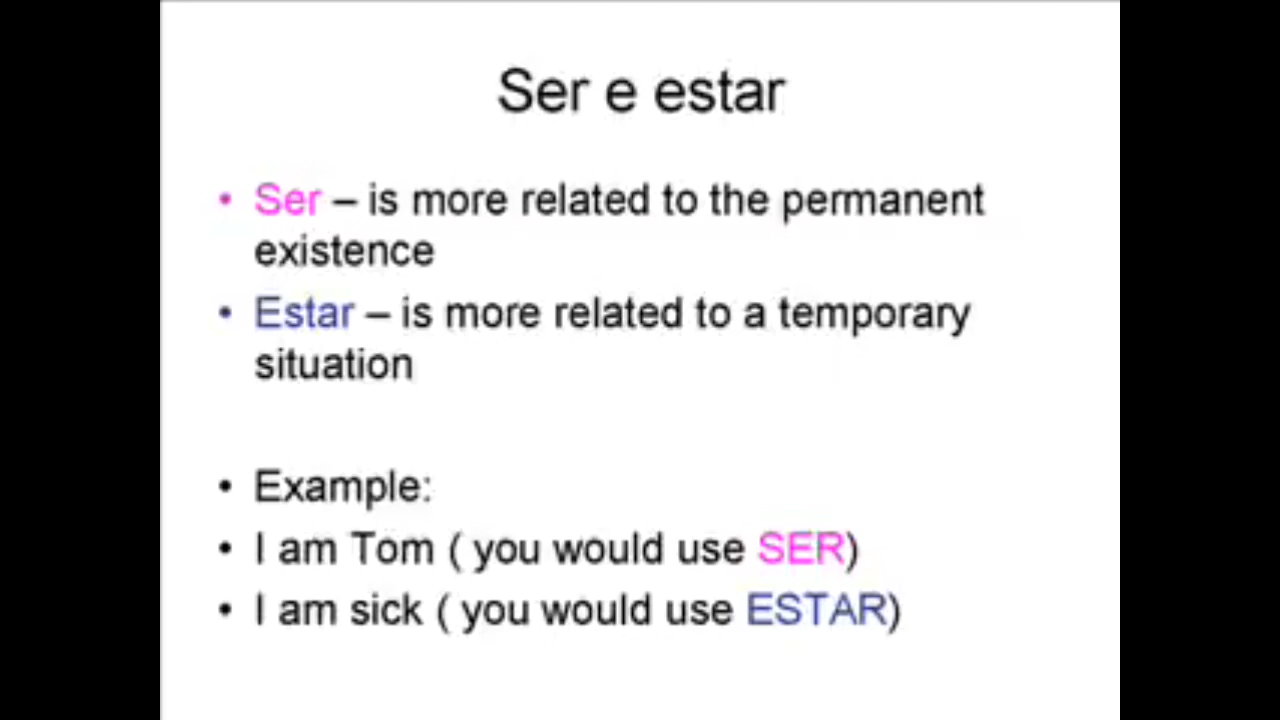 Ser e estar
• Ser – is more related to the permanent
existence
• Estar – is more related to a temporary
situation
• Example:
• I am Tom ( you would use SER)
• I am sick ( you would use ESTAR)